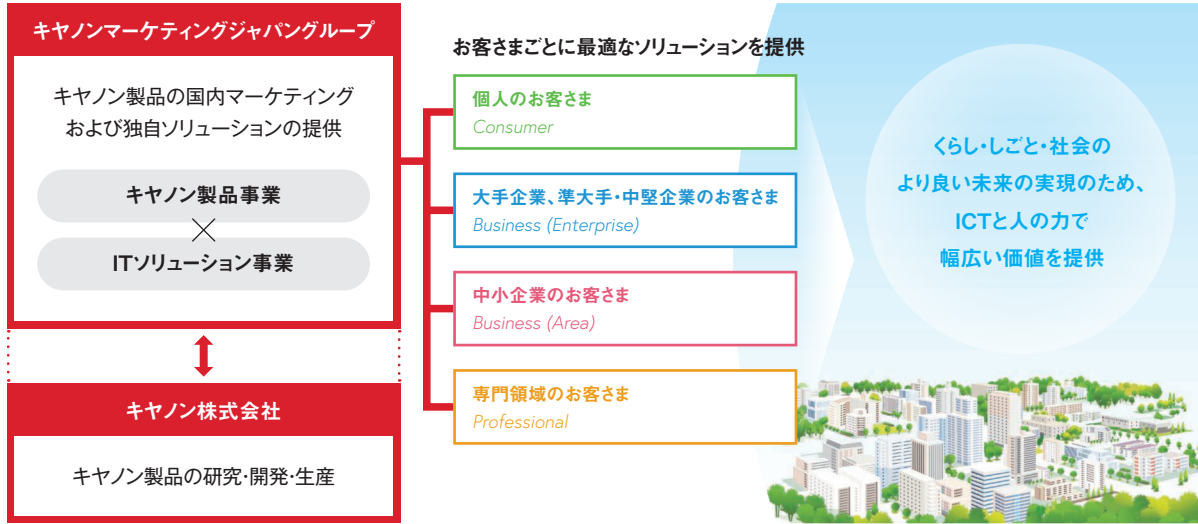 キヤノンマーケティングジャパングループ
キヤノン製品の国内マーケティング
および独自ソリューションの提供
キヤノン製品事業
×
ITソリューション事業
キヤノン株式会社
キヤノン製品の研究・開発・生産
お客さまごとに最適なソリューションを提供
個人のお客さま
Consumer
大手企業、準大手・中堅企業のお客さま
Business (Enterprise)
中小企業のお客さま
Business (Area)
専門領域のお客さま
Professional
くらし・しごと・社会の
より良い未来の実現のため、
ICTと人の力で
幅広い価値を提供